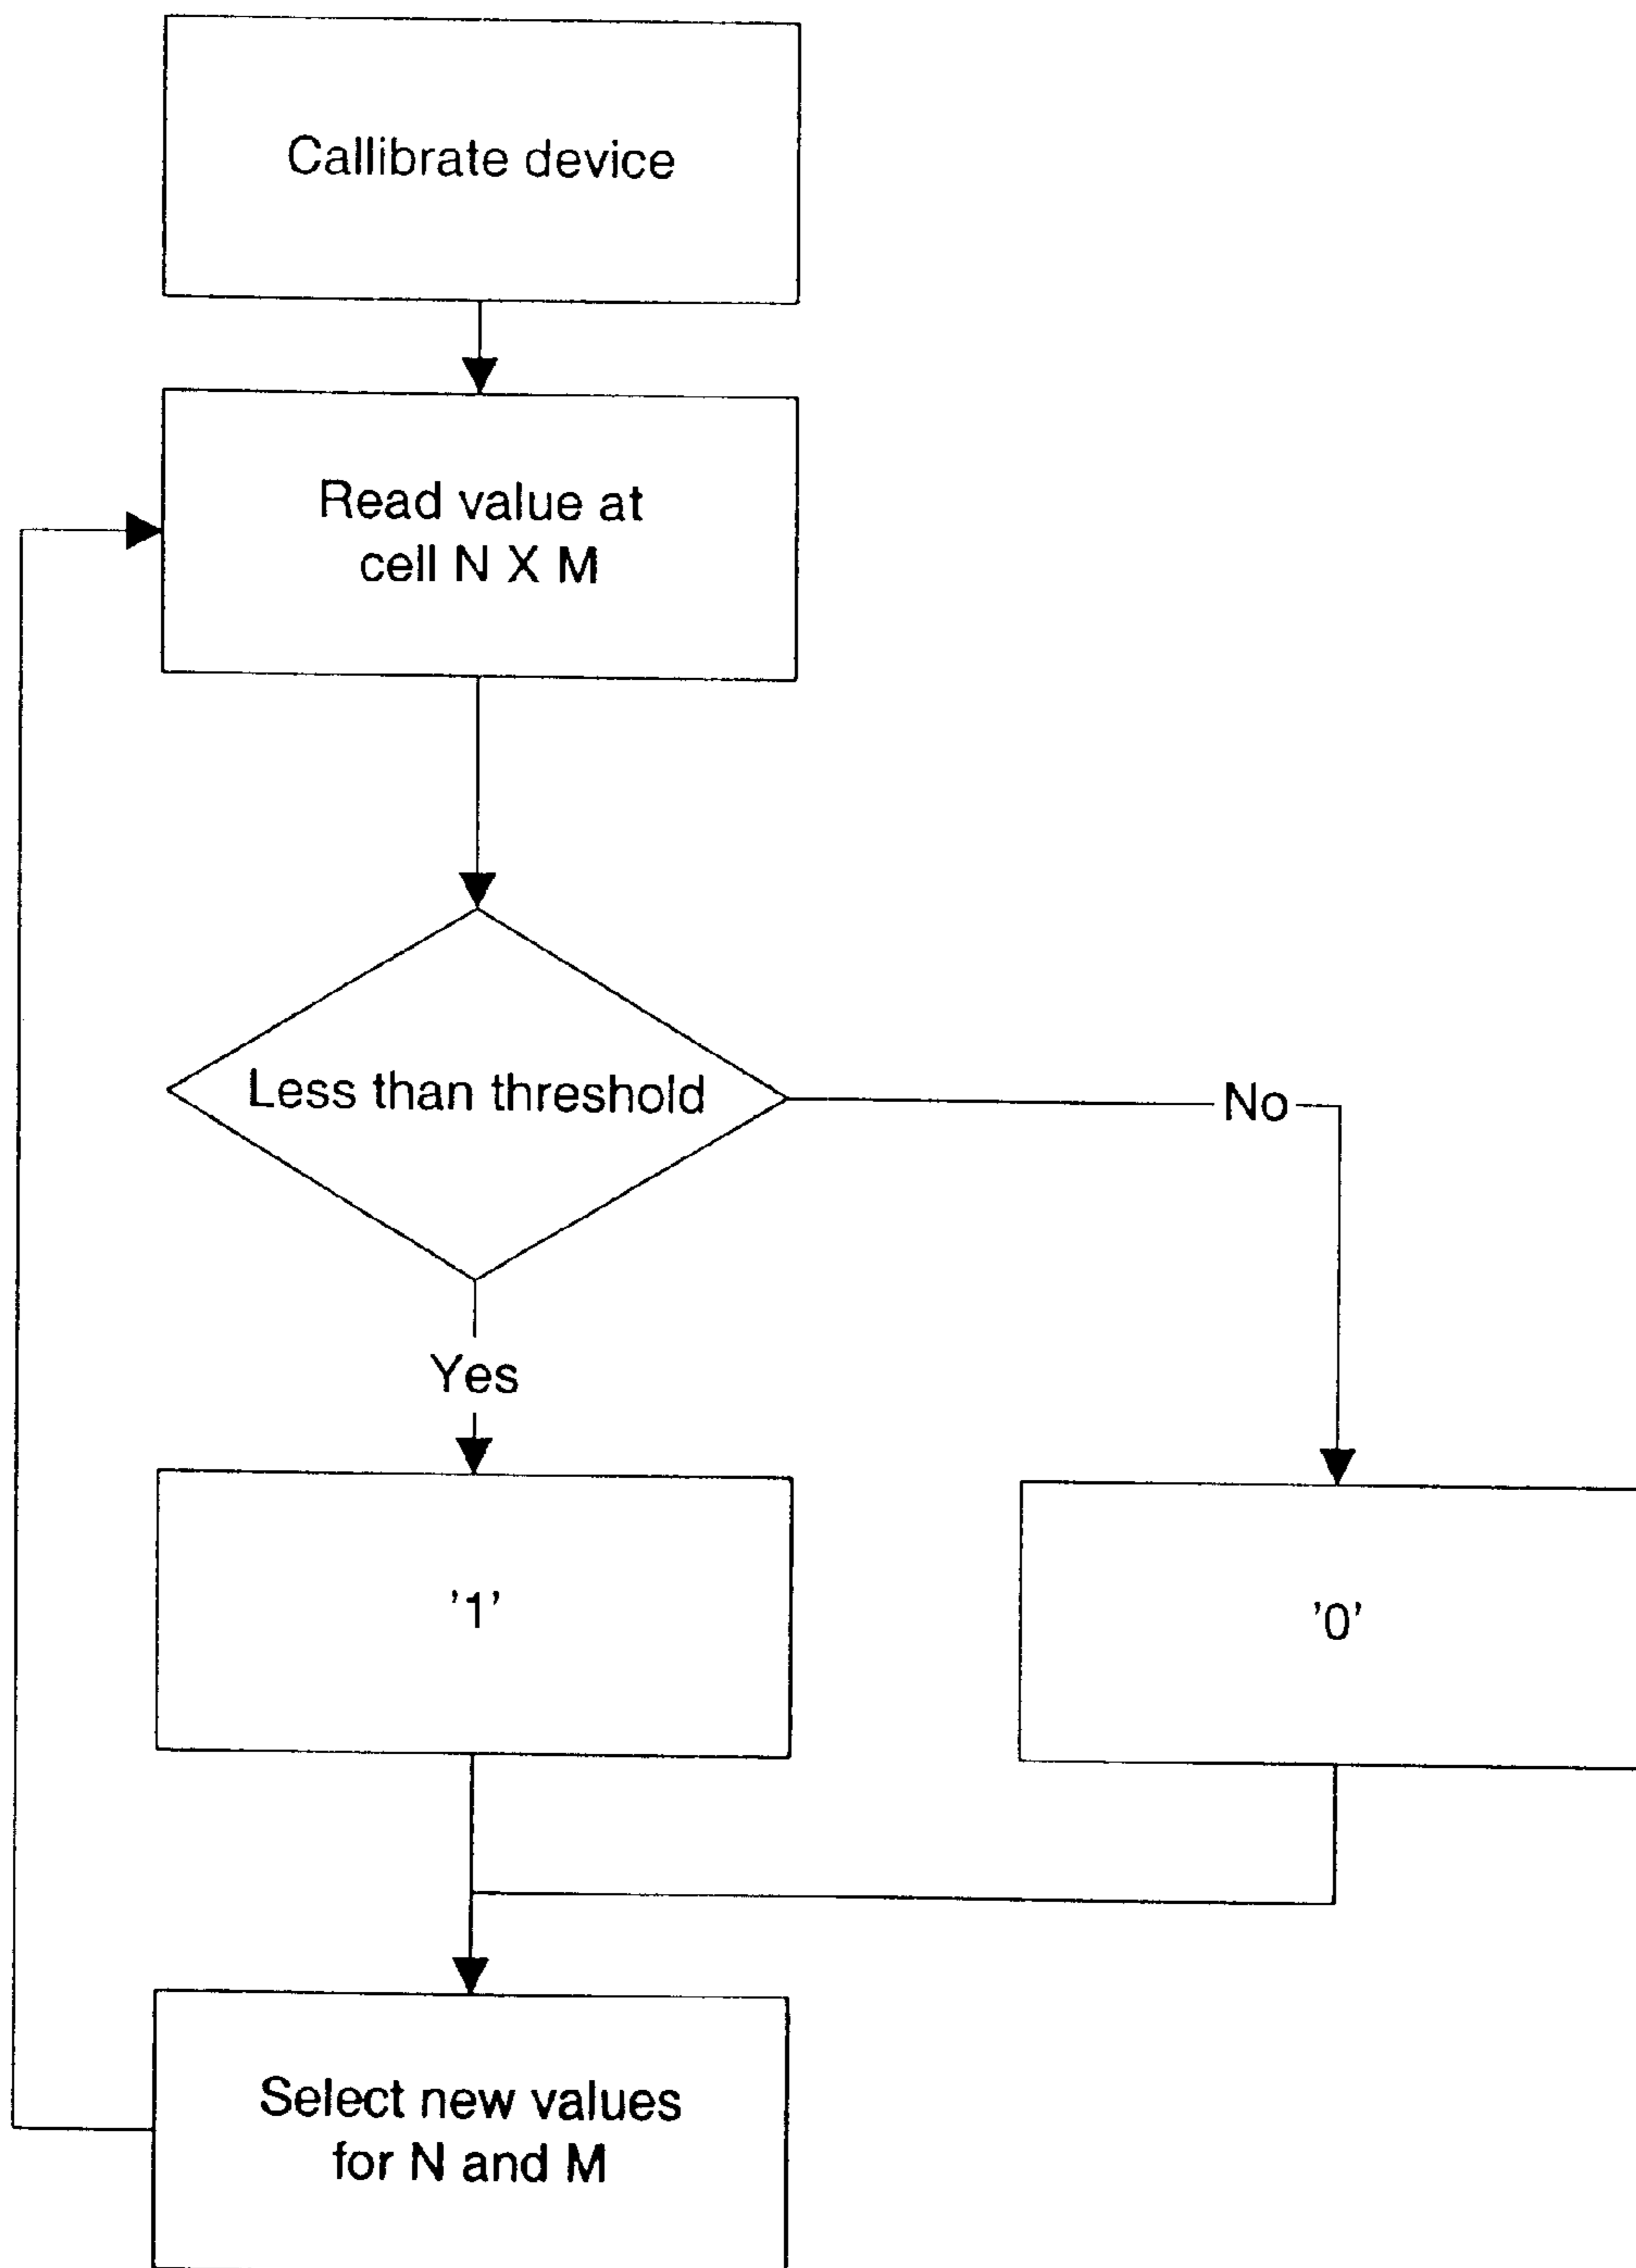 Callibrate device
Read value at
cell N X M
Less than threshold
No
Yes
'1'
'0'
Select new values
for N and M